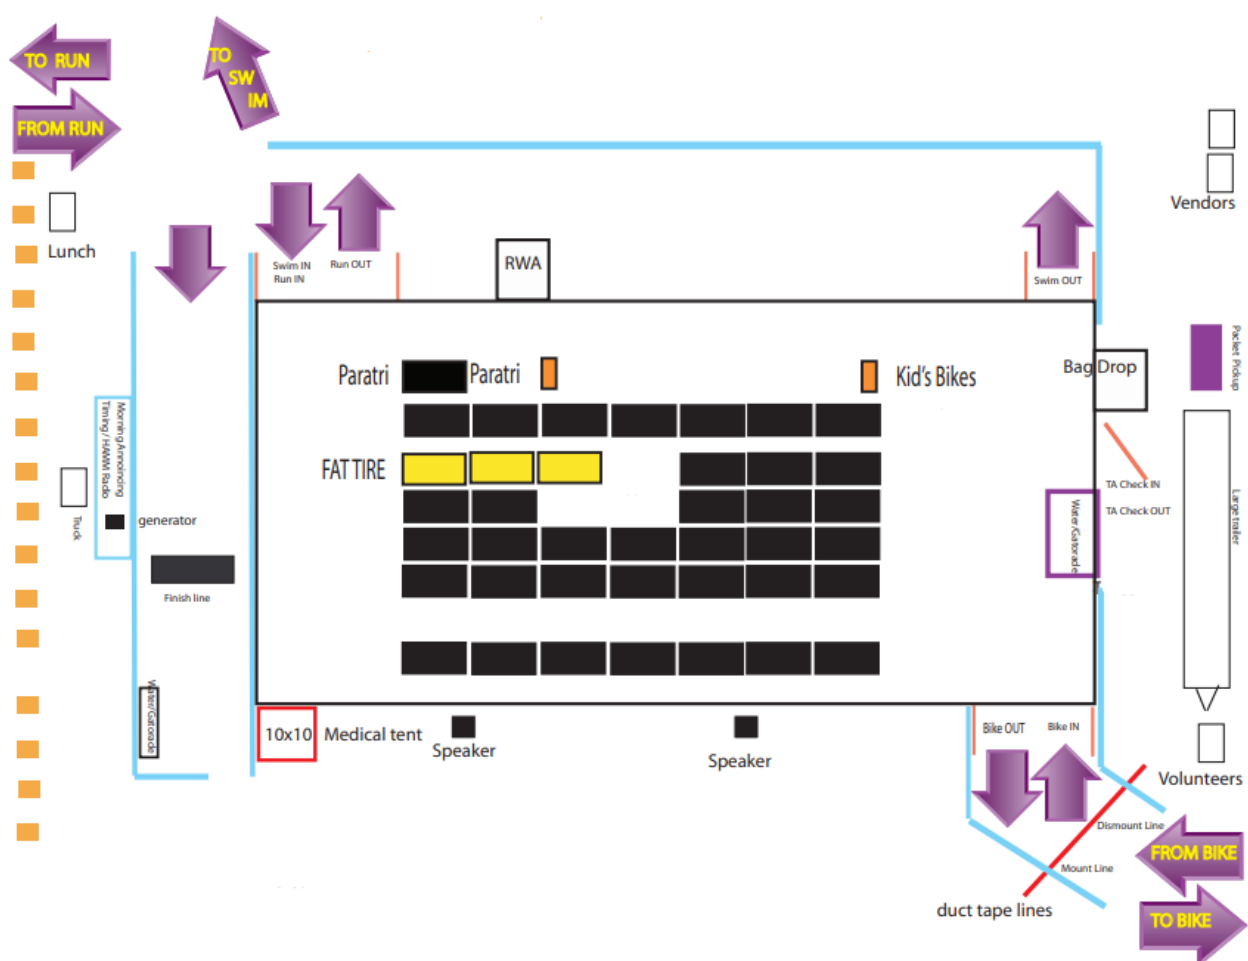 TO RUN
TO
SW
IM
FROM RUN
Vendors
Lunch
Swim IN
Run IN
Run OUT
RWA
Swim OUT
Packet Pickup
Paratri
Paratri
Kid's Bikes
Bag Drop
Morning Annoincing
Timing / HAMM Radio
FAT TIRE
TA Check IN
TA Check OUT
Large trailer
Truck
generator
Water/Gatorade
Finish line
T
Water/Gatorade
10x10
Medical tent
Speaker
Speaker
Bike OUT
Bike IN
Volunteers
Dismount Line
FROM BIKE
Mount Line
duct tape lines
TO BIKE